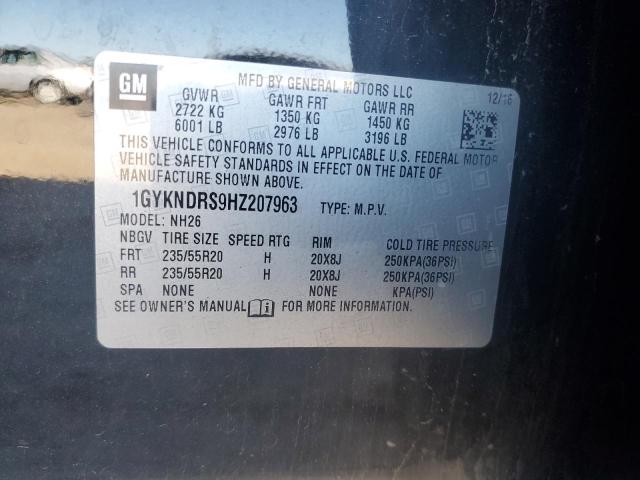 GM
MFD BY GENERAL MOTORS LLC
12/16
GVWR GAWR FRT GAWR RR
2722 KG 1350 KG 1450 KG
6001 LB 2976 LB 3196 LB
THIS VEHICLE CONFORMS TO ALL APPLICABLE U.S. FEDERAL MOTOR
VEHICLE SAFETY STANDARDS IN EFFECT ON THE DATE OF
MANUFACTURE SHOWN ABOVE.
1GYKNDRS9HZ207963 TYPE: M.P.V.
MODEL: NH26
NBGV TIRE SIZE SPEED RTG RIM COLD TIRE PRESSURE
FRT 235/55R20 H 20X8J 250KPA(36PSI)
RR 235/55R20 H 20X8J 250KPA(36PSI)
SPA NONE NONE KPA(PSI)
SEE OWNER'S MANUAL FOR MORE INFORMATION.